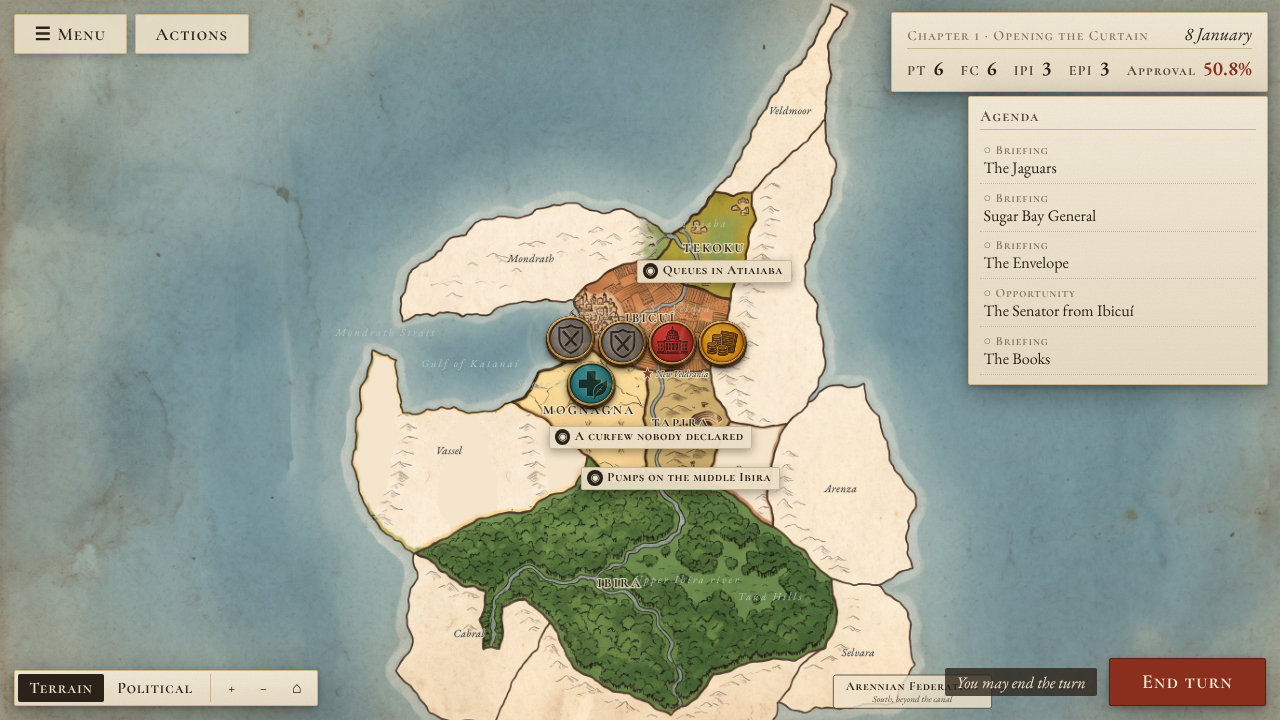 ☰ Menu
Actions
Chapter 1 · Opening the Curtain
8 January
PT 6 FC 6 IPI 3 EPI 3 Approval 50.8%
Agenda
○ Briefing
The Jaguars
○ Briefing
Sugar Bay General
○ Briefing
The Envelope
○ Opportunity
The Senator from Ibicuí
○ Briefing
The Books
Veldmoor
TEKOKU
Mondrath
Queues in Atiaiaba
IBICUÍ
Mondrath Strait
Gulf of Katanai
New Vedrania
MOGNAGNA
TAPIRA
A curfew nobody declared
Vassel
Pumps on the middle Ibira
Arenza
IBIRA
Upper Ibira river
Tauá Hills
Cabral
Selvara
Arennian Federa
South, beyond the canal
You may end the turn
End turn
Terrain
Political
+
−
⌂